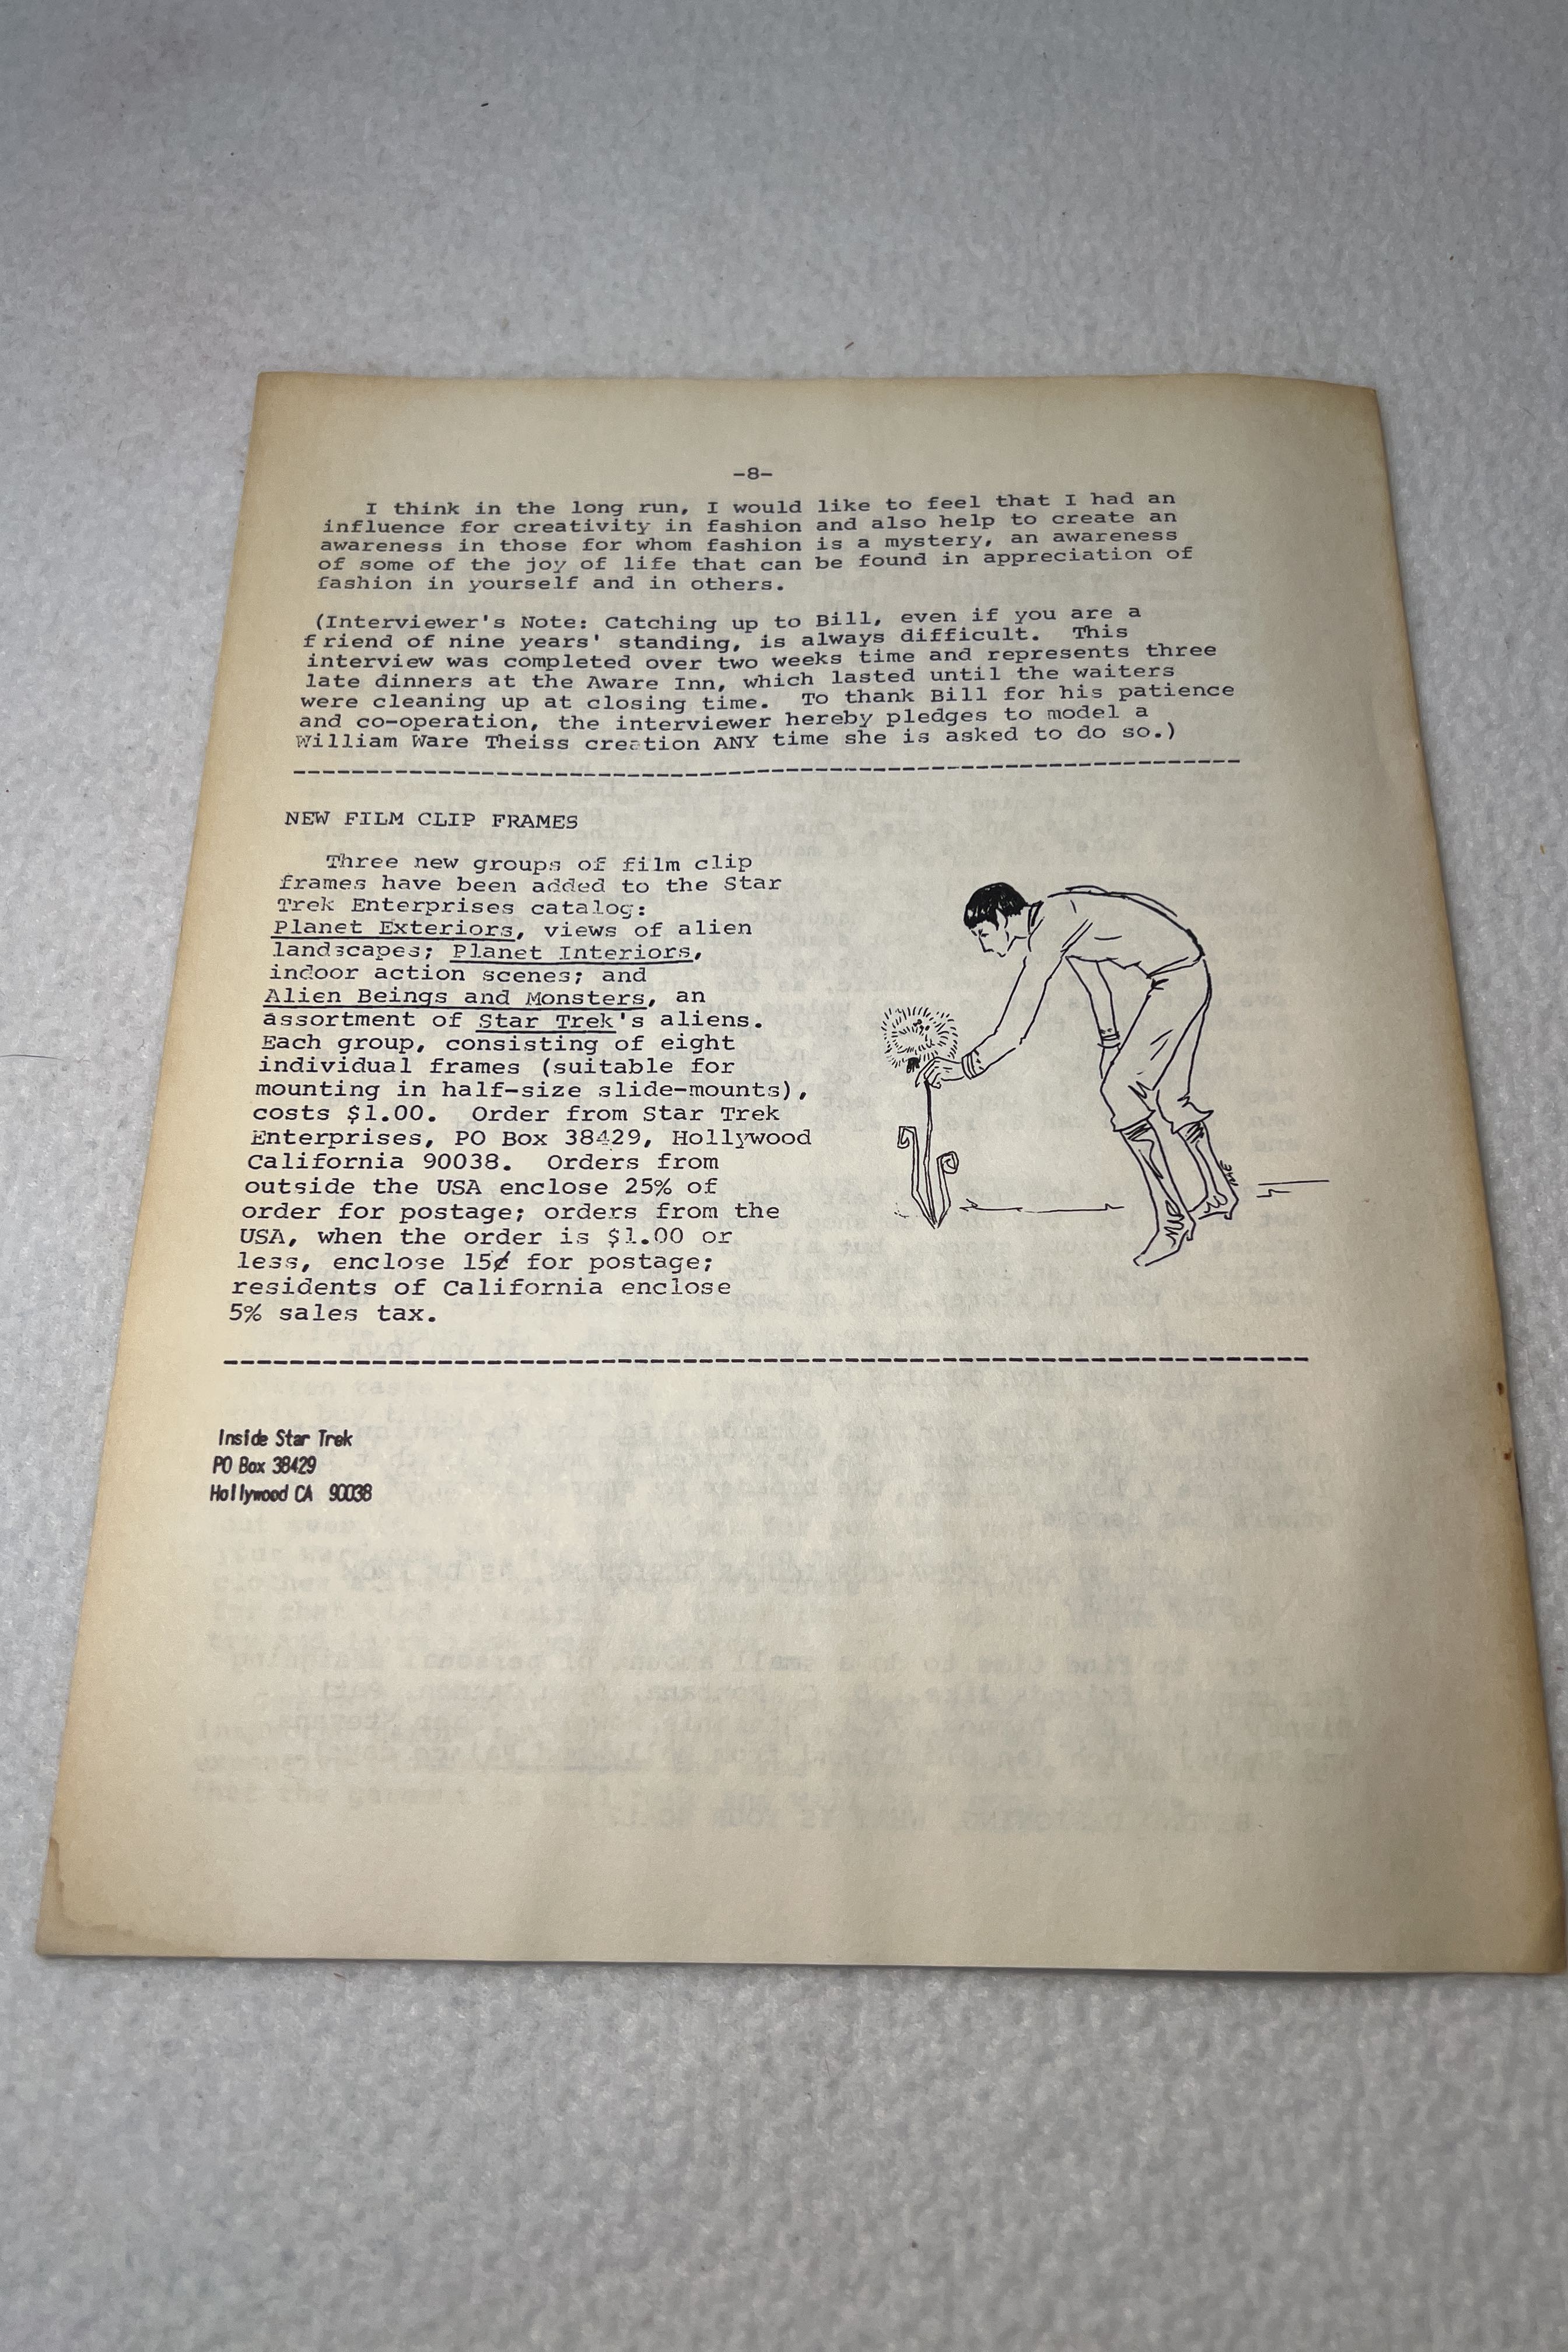 -8-
I think in the long run, I would like to feel that I had an
influence for creativity in fashion and also help to create an
awareness in those for whom fashion is a mystery, an awareness
of some of the joy of life that can be found in appreciation of
fashion in yourself and in others.
(Interviewer's Note: Catching up to Bill, even if you are a
friend of nine years' standing, is always difficult. This
interview was completed over two weeks time and represents three
late dinners at the Aware Inn, which lasted until the waiters
were cleaning up at closing time. To thank Bill for his patience
and co-operation, the interviewer hereby pledges to model a
William Ware Theiss creation ANY time she is asked to do so.)
NEW FILM CLIP FRAMES
Three new groups of film clip
frames have been added to the Star
Trek Enterprises catalog:
Planet Exteriors, views of alien
landscapes; Planet Interiors,
indoor action scenes; and
Alien Beings and Monsters, an
assortment of Star Trek's aliens.
Each group, consisting of eight
individual frames (suitable for
mounting in half-size slide-mounts),
costs $1.00. Order from Star Trek
Enterprises, PO Box 38429, Hollywood
California 90038. Orders from
outside the USA enclose 25% of
order for postage; orders from the
USA, when the order is $1.00 or
less, enclose 15¢ for postage;
residents of California enclose
5% sales tax.
Inside Star Trek
PO Box 38429
Hollywood CA 90038